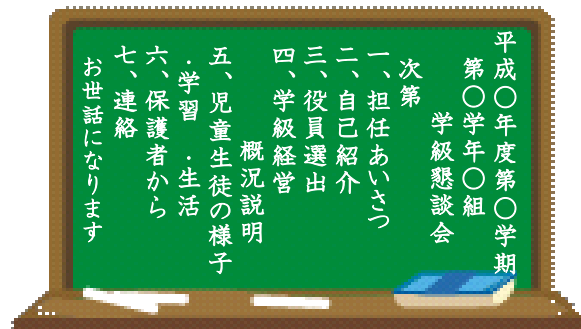 平成〇年度第〇学期
第〇学年〇組
学級懇談会
次第
一、担任あいさつ
二、自己紹介
三、役員選出
四、学級経営
概況説明
五、児童生徒の様子
．学習　．生活
六、保護者から
七、連絡
お世話になります